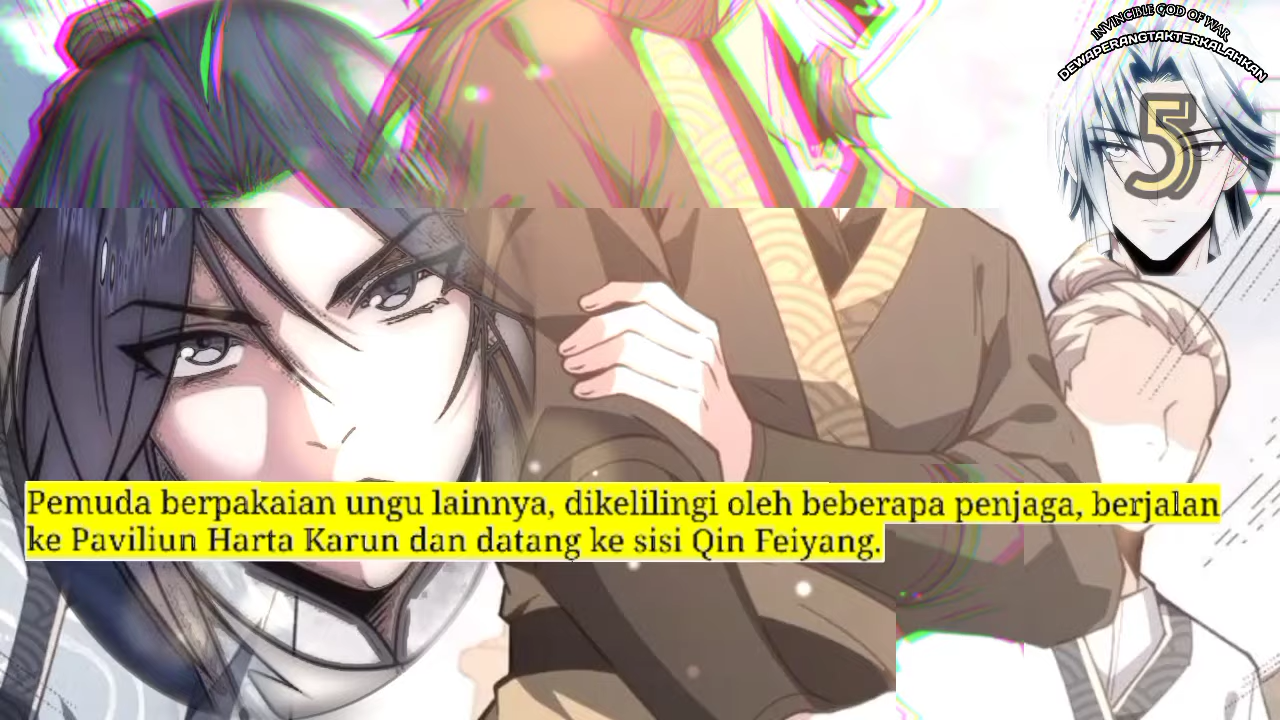 INVINCIBLE GOD OF WAR
DEWAPERANGTAKTERKALAHKAN
5
Pemuda berpakaian ungu lainnya, dikelilingi oleh beberapa penjaga, berjalan
ke Paviliun Harta Karun dan datang ke sisi Qin Feiyang.